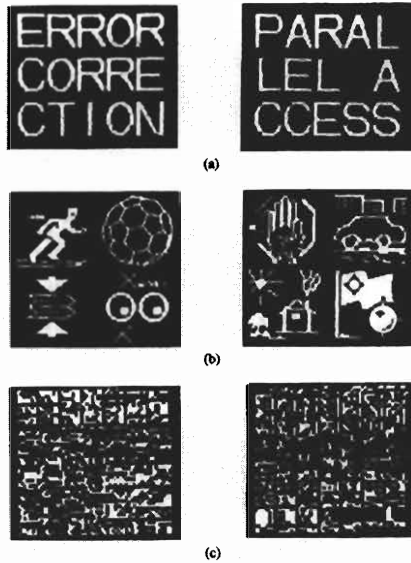 ERROR
CORRE
CTION
PARAL
LEL A
CCESS
(a)
(b)
(c)